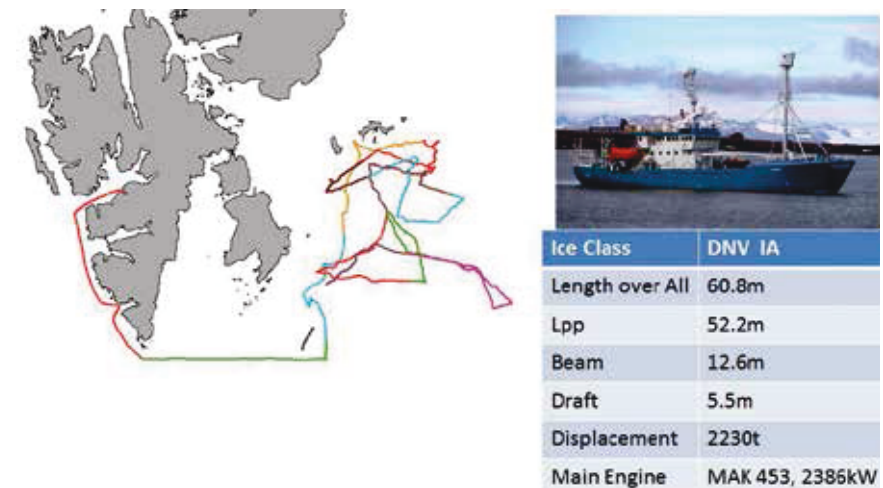 Ice Class DNV IA
Length over All 60.8m
Lpp 52.2m
Beam 12.6m
Draft 5.5m
Displacement 2230t
Main Engine MAK 453, 2386kW